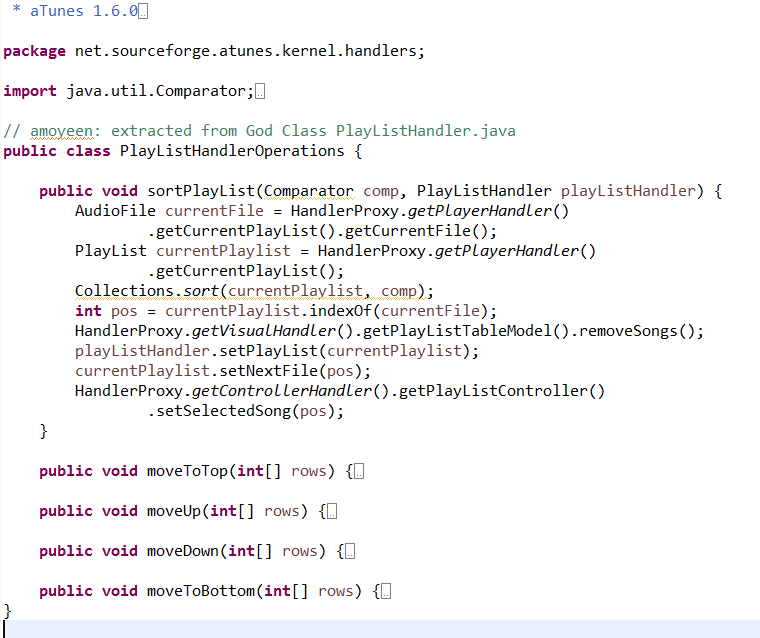 * aTunes 1.6.0
package net.sourceforge.atunes.kernel.handlers;
import java.util.Comparator;
// amoyeen: extracted from God Class PlayListHandler.java
public class PlayListHandlerOperations {
public void sortPlayList(Comparator comp, PlayListHandler playListHandler) {
AudioFile currentFile = HandlerProxy.getPlayerHandler()
.getCurrentPlayList().getCurrentFile();
PlayList currentPlaylist = HandlerProxy.getPlayerHandler()
.getCurrentPlayList();
Collections.sort(currentPlaylist, comp);
int pos = currentPlaylist.indexOf(currentFile);
HandlerProxy.getVisualHandler().getPlayListTableModel().removeSongs();
playListHandler.setPlayList(currentPlaylist);
currentPlaylist.setNextFile(pos);
HandlerProxy.getControllerHandler().getPlayListController()
.setSelectedSong(pos);
}
public void moveToTop(int[] rows) {
public void moveUp(int[] rows) {
public void moveDown(int[] rows) {
public void moveToBottom(int[] rows) {
}